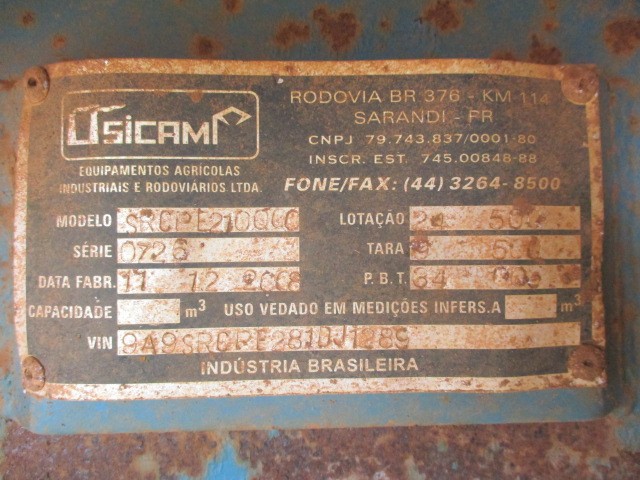 USICAMP
RODOVIA BR 376 - KM 114
SARANDI - PR
CNPJ 79.743.837/0001-80
INSCR. EST. 745.00848-88
EQUIPAMENTOS AGRÍCOLAS
INDUSTRIAIS E RODOVIÁRIOS LTDA.
FONE/FAX: (44) 3264-8500
MODELO
LOTAÇÃO
SÉRIE 0726
TARA
DATA FABR. 11 12 2008
P.B.T.
CAPACIDADE m³ USO VEDADO EM MEDIÇÕES INFERS.A m³
VIN
INDÚSTRIA BRASILEIRA